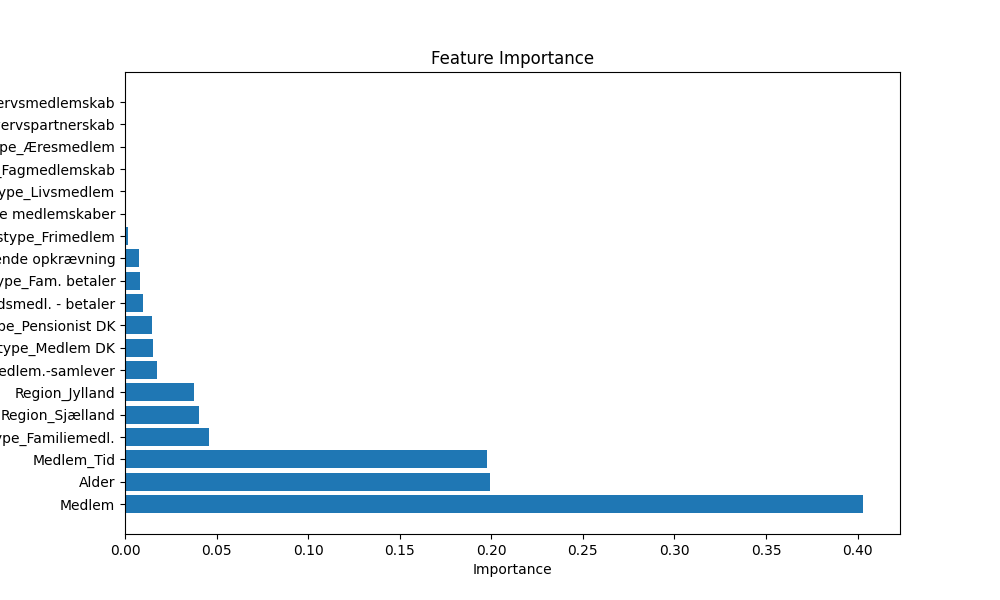 Feature Importance
ervsmedlemskab
ervspartnerskab
pe_Æresmedlem
_Fagmedlemskab
ype_Livsmedlem
e medlemskaber
stype_Frimedlem
ende opkrævning
ype_Fam. betaler
dsmedl. - betaler
pe_Pensionist DK
type_Medlem DK
edlem.-samlever
Region_Jylland
Region_Sjælland
ype_Familiemedl.
Medlem_Tid
Alder
Medlem
0.00 0.05 0.10 0.15 0.20 0.25 0.30 0.35 0.40
Importance